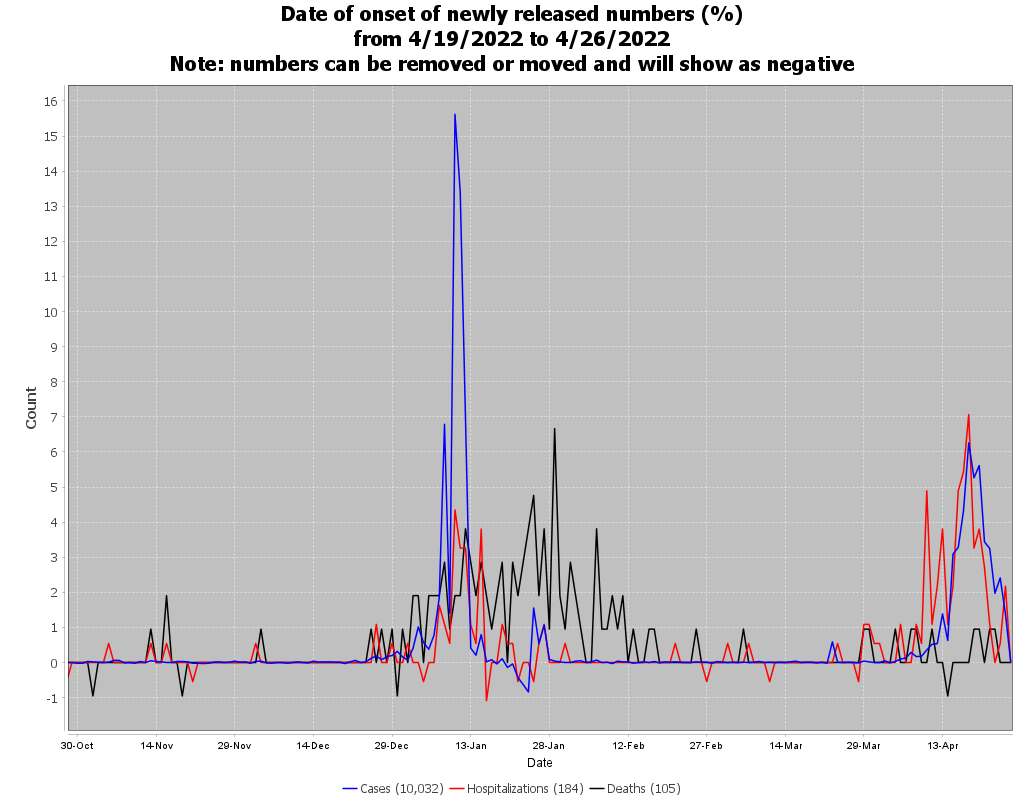 Date of onset of newly released numbers (%)
from 4/19/2022 to 4/26/2022
Note: numbers can be removed or moved and will show as negative
16
15
14
13
12
11
10
9
8
7
6
5
4
3
2
1
0
-1
Count
30-Oct 14-Nov 29-Nov 14-Dec 29-Dec 13-Jan 28-Jan 12-Feb 27-Feb 14-Mar 29-Mar 13-Apr
Date
Cases (10,032) Hospitalizations (184) Deaths (105)